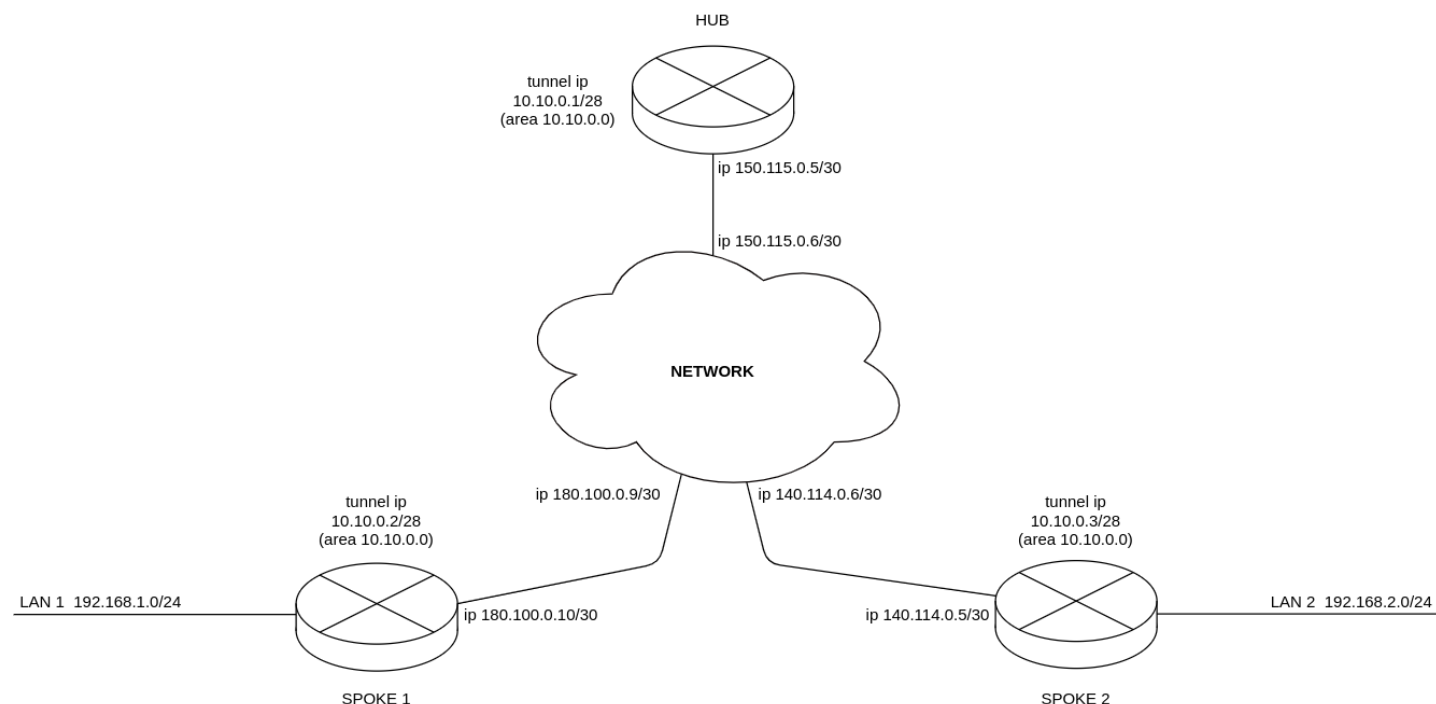 HUB
tunnel ip
10.10.0.1/28
(area 10.10.0.0)
ip 150.115.0.5/30
ip 150.115.0.6/30
NETWORK
ip 180.100.0.9/30
ip 140.114.0.6/30
tunnel ip
10.10.0.2/28
(area 10.10.0.0)
tunnel ip
10.10.0.3/28
(area 10.10.0.0)
LAN 1 192.168.1.0/24
ip 180.100.0.10/30
ip 140.114.0.5/30
LAN 2 192.168.2.0/24
SPOKE 1
SPOKE 2